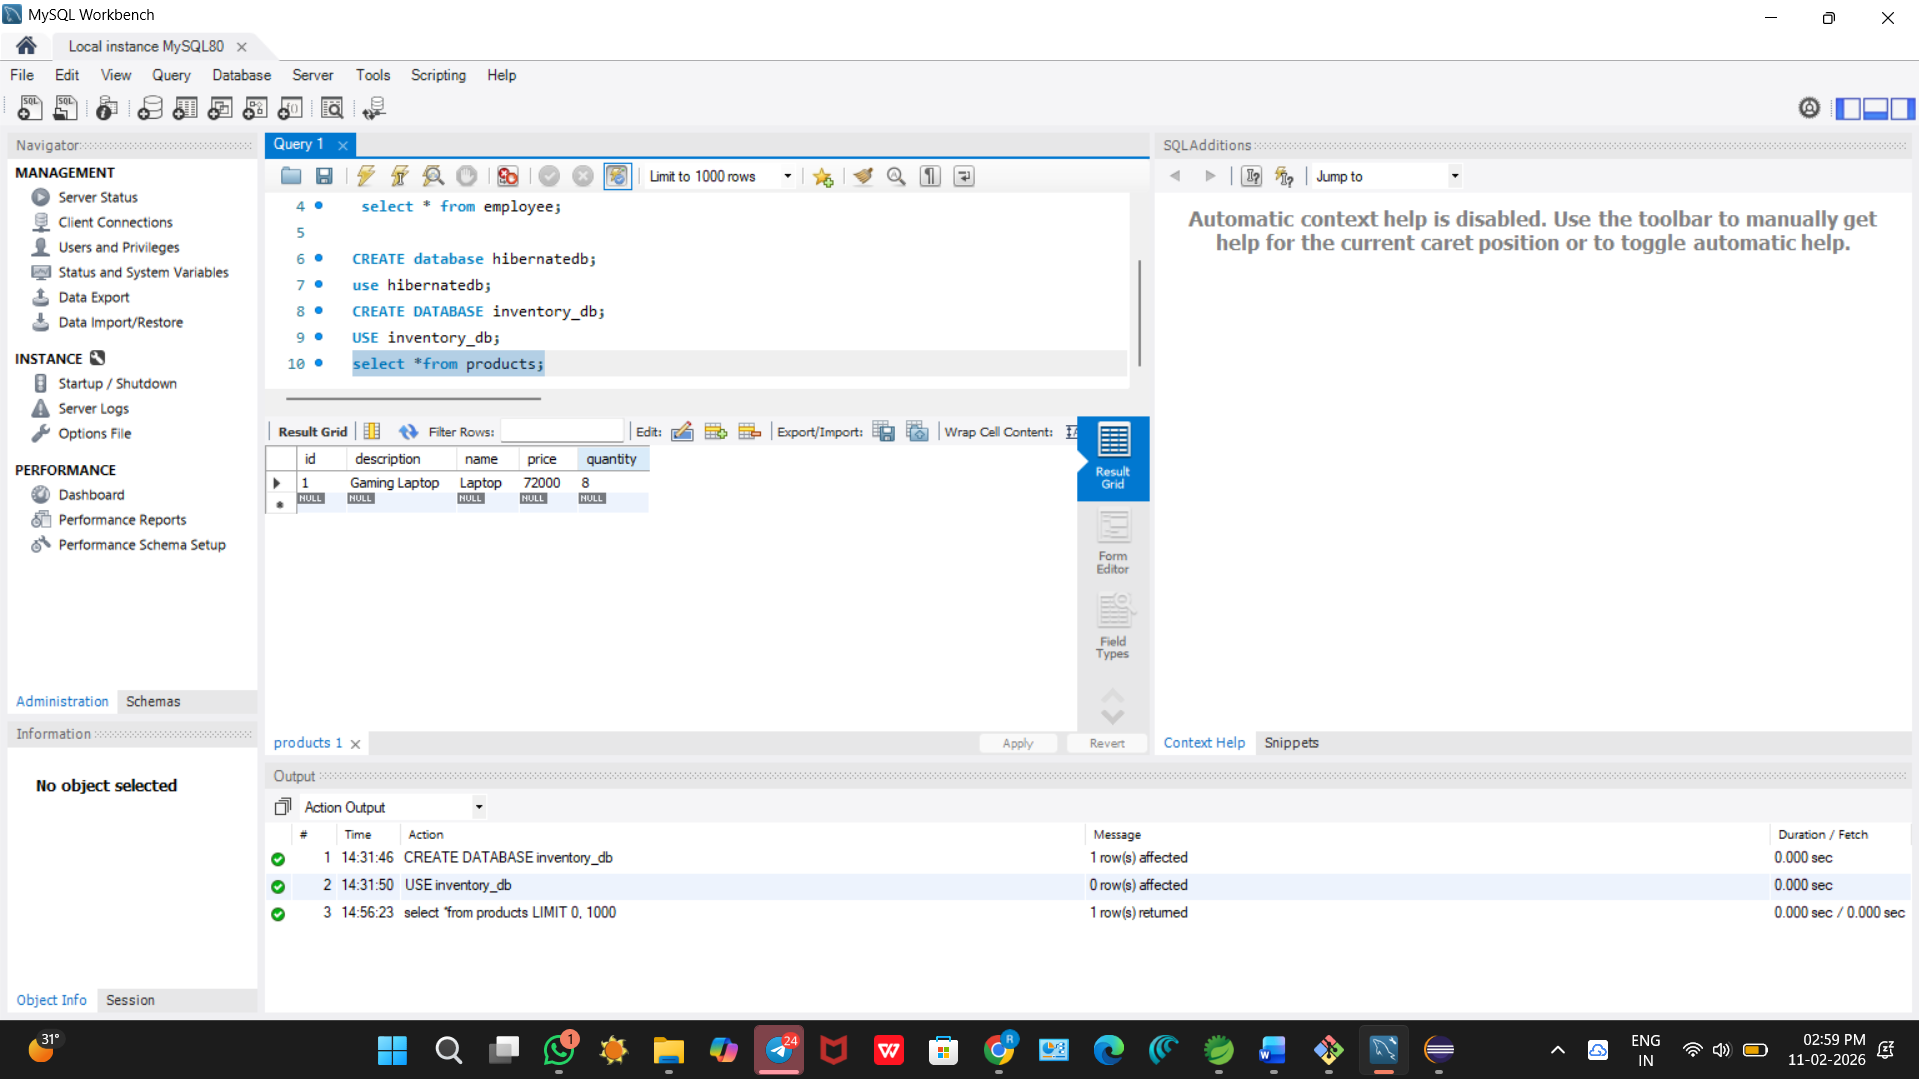 MySQL Workbench
Local instance MySQL80
File Edit View Query Database Server Tools Scripting Help
Navigator
MANAGEMENT
Server Status
Client Connections
Users and Privileges
Status and System Variables
Data Export
Data Import/Restore
INSTANCE
Startup / Shutdown
Server Logs
Options File
PERFORMANCE
Dashboard
Performance Reports
Performance Schema Setup
Administration Schemas
Information
No object selected
Object Info Session
Query 1
Limit to 1000 rows
4 select * from employee;
5
6 CREATE database hibernatedb;
7 use hibernatedb;
8 CREATE DATABASE inventory_db;
9 USE inventory_db;
10 select *from products;
Result Grid Filter Rows: Edit: Export/Import: Wrap Cell Content:
id description name price quantity
1 Gaming Laptop Laptop 72000 8
NULL NULL NULL NULL NULL
Result
Grid
Form
Editor
Field
Types
products 1 Apply Revert
SQLAdditions
Jump to
Automatic context help is disabled. Use the toolbar to manually get
help for the current caret position or to toggle automatic help.
Context Help Snippets
Output
Action Output
# Time Action Message Duration / Fetch
1 14:31:46 CREATE DATABASE inventory_db 1 row(s) affected 0.000 sec
2 14:31:50 USE inventory_db 0 row(s) affected 0.000 sec
3 14:56:23 select *from products LIMIT 0, 1000 1 row(s) returned 0.000 sec / 0.000 sec
31°
1
24
R
ENG
IN
02:59 PM
11-02-2026